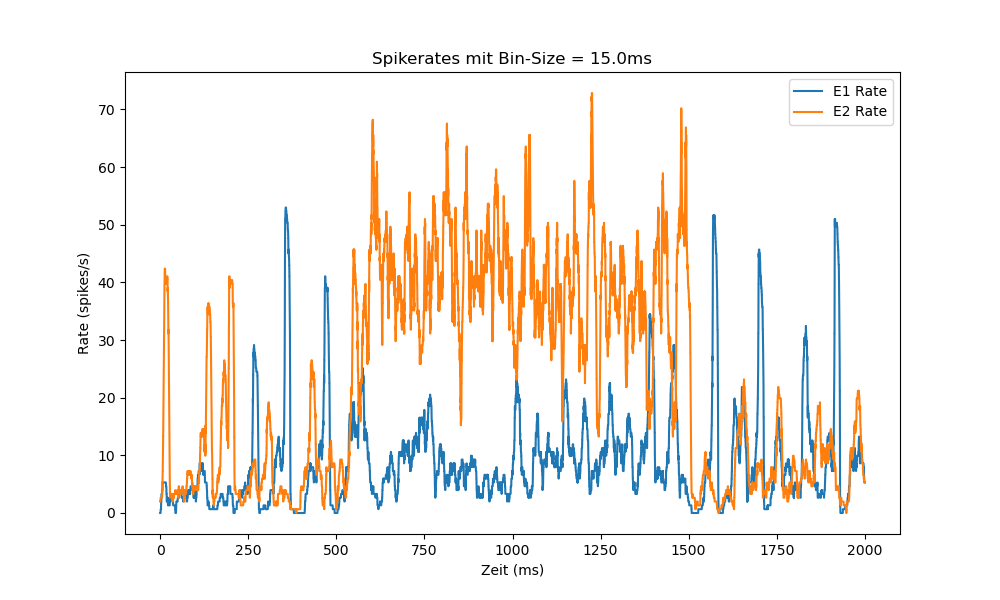 Spikerates mit Bin-Size = 15.0ms
E1 Rate
E2 Rate
Rate (spikes/s)
70
60
50
40
30
20
10
0
0 250 500 750 1000 1250 1500 1750 2000
Zeit (ms)